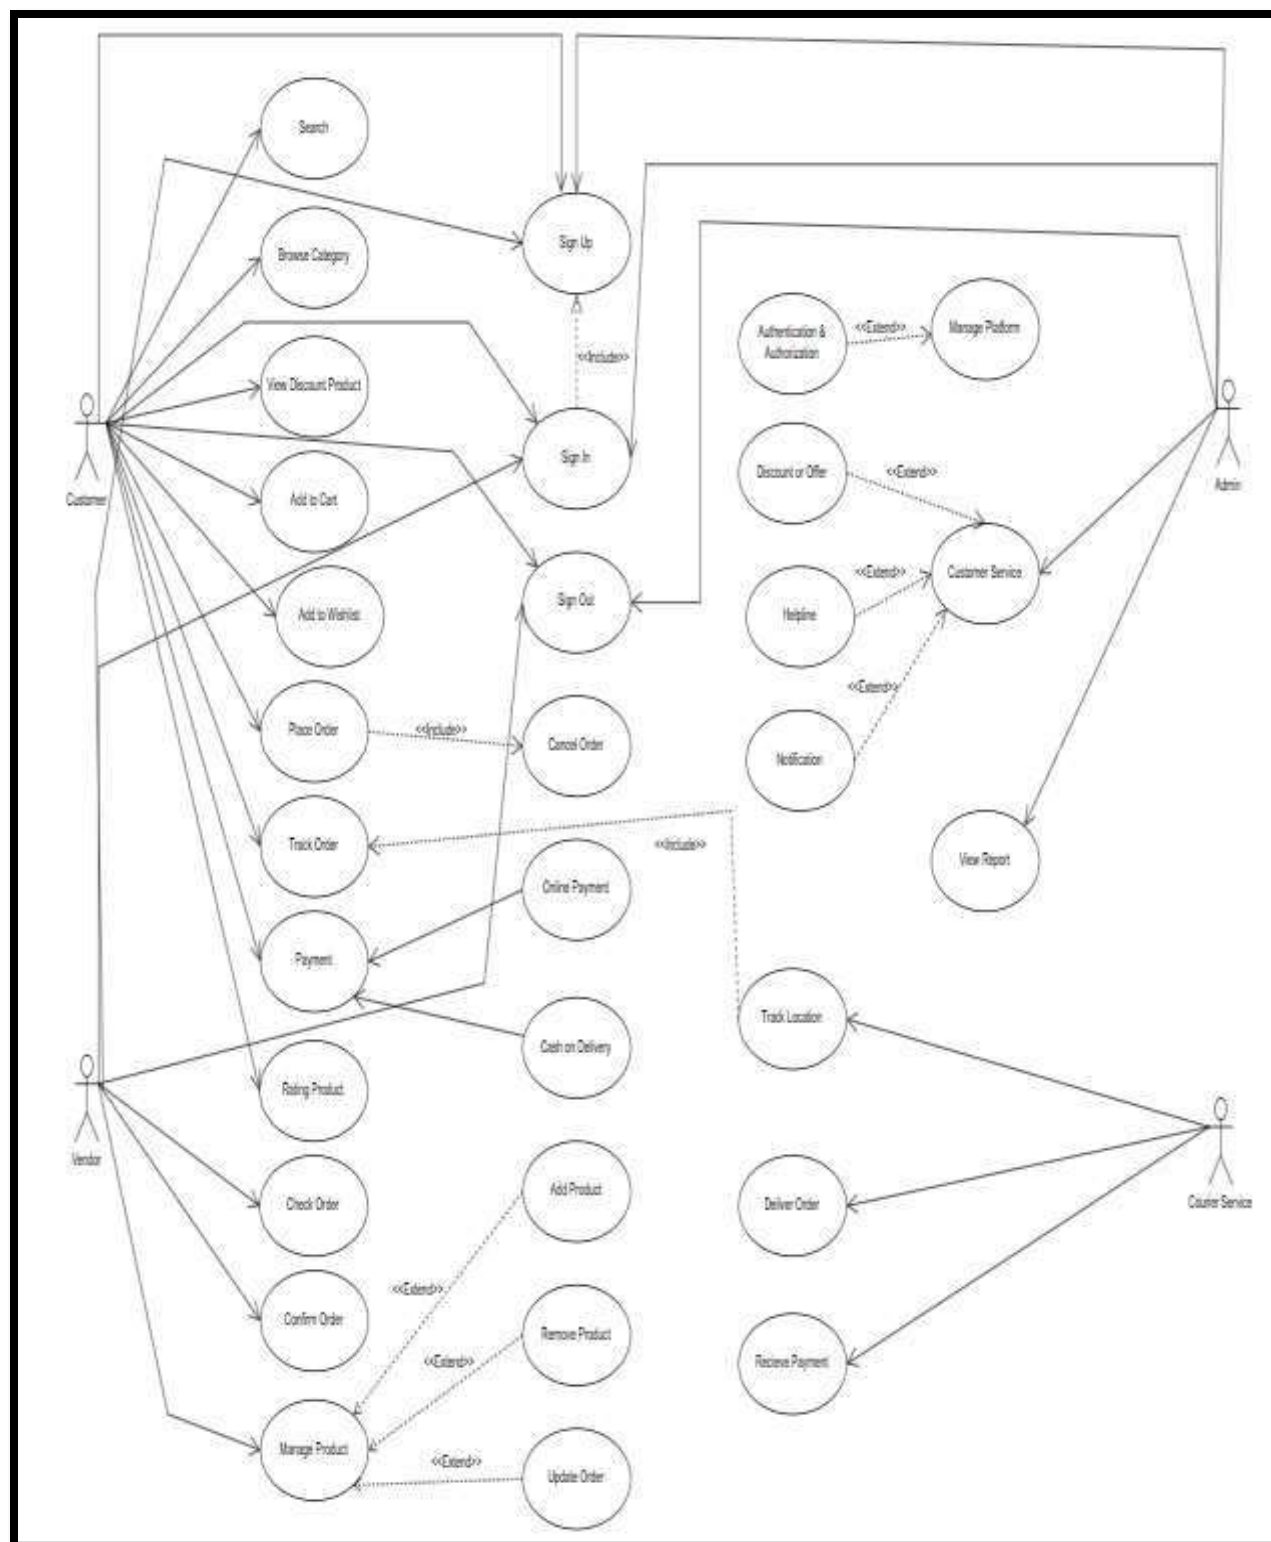 Search
Sign Up
Browse Category
Authentication &
Authorization
<<Extend>>
Manage Platform
<<Include>>
View Discount Product
Customer
Add to Cart
Sign In
Discount or Offer
<<Extend>>
Admin
Add to Wishlist
Sign Out
Helpline
<<Extend>>
Customer Service
<<Extend>>
Place Order
<<Include>>
Cancel Order
Notification
Track Order
<<Include>>
View Report
Online Payment
Payment
Track Location
Cash on Delivery
Rating Product
Vendor
Check Order
Add Product
Deliver Order
Courier Service
<<Extend>>
Confirm Order
<<Extend>>
Remove Product
Recieve Payment
Manage Product
<<Extend>>
Update Order